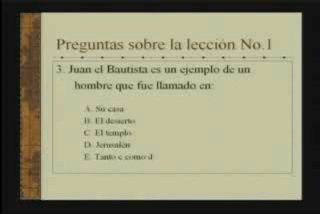 Preguntas sobre la lección No.1
3. Juan el Bautista es un ejemplo de un
hombre que fue llamado en:
A. Su casa
B. El desierto
C. El templo
D. Jerusalén
E. Tanto c como d